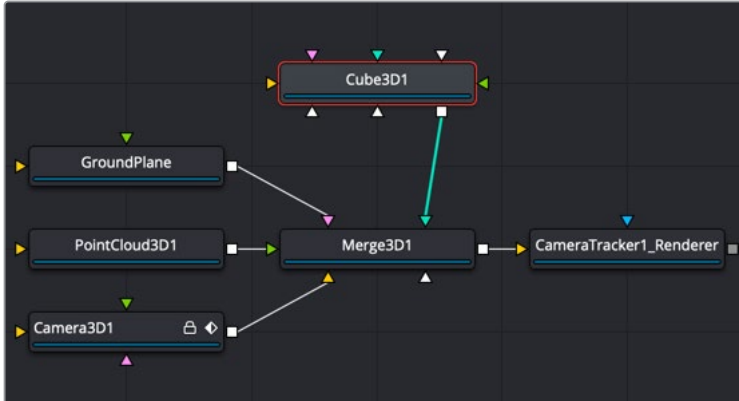 Cube3D1
GroundPlane
PointCloud3D1
Merge3D1
CameraTracker1_Renderer
Camera3D1